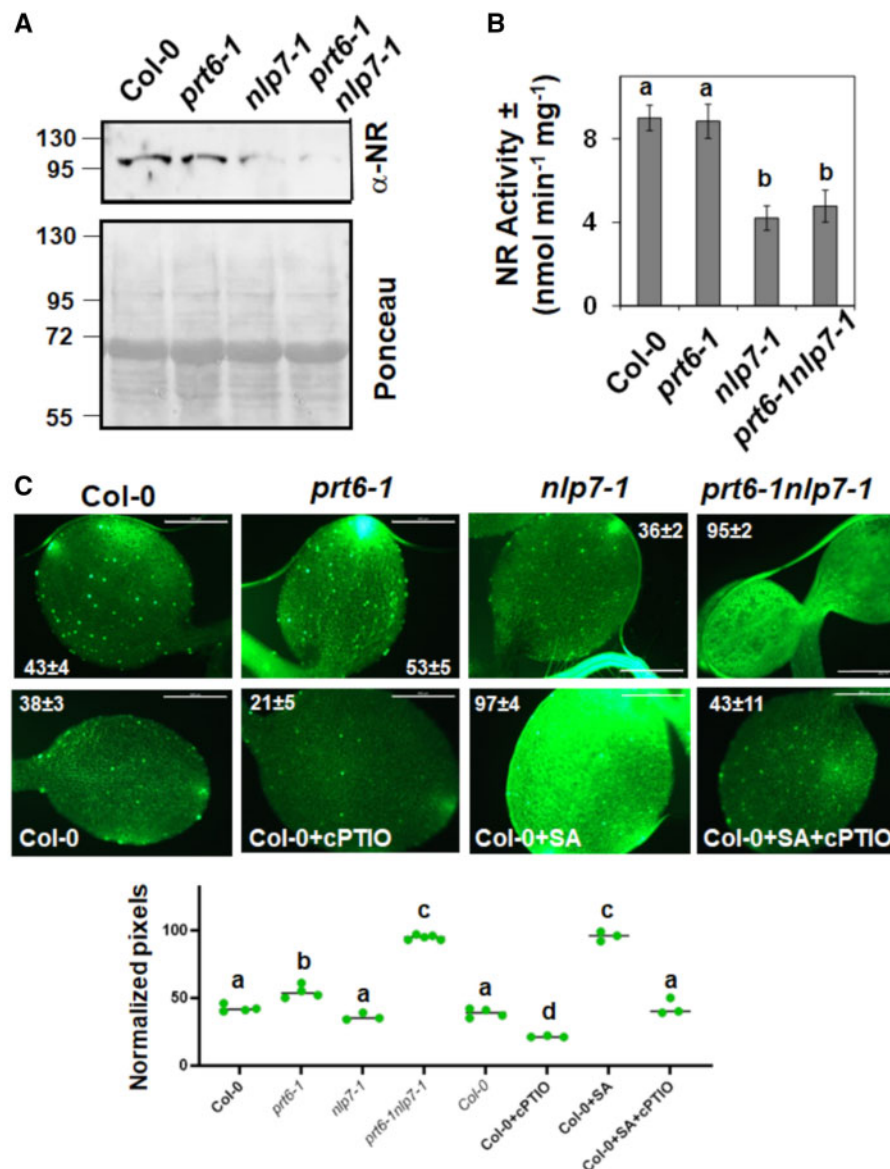 A
Col-0
prt6-1
nlp7-1
prt6-1
nlp7-1
130
95
α-NR
130
95
72
55
Ponceau
B
NR Activity ±
(nmol min-1 mg-1)
8
4
0
a
a
b
b
Col-0
prt6-1
nlp7-1
prt6-1nlp7-1
C
Col-0
prt6-1
nlp7-1
prt6-1nlp7-1
43±4
53±5
36±2
95±2
38±3
21±5
97±4
43±11
Col-0
Col-0+cPTIO
Col-0+SA
Col-0+SA+cPTIO
Normalized pixels
100
50
0
a
b
a
c
a
d
c
a
Col-0
prt6-1
nlp7-1
prt6-1nlp7-1
Col-0
Col-0+cPTIO
Col-0+SA
Col-0+SA+cPTIO